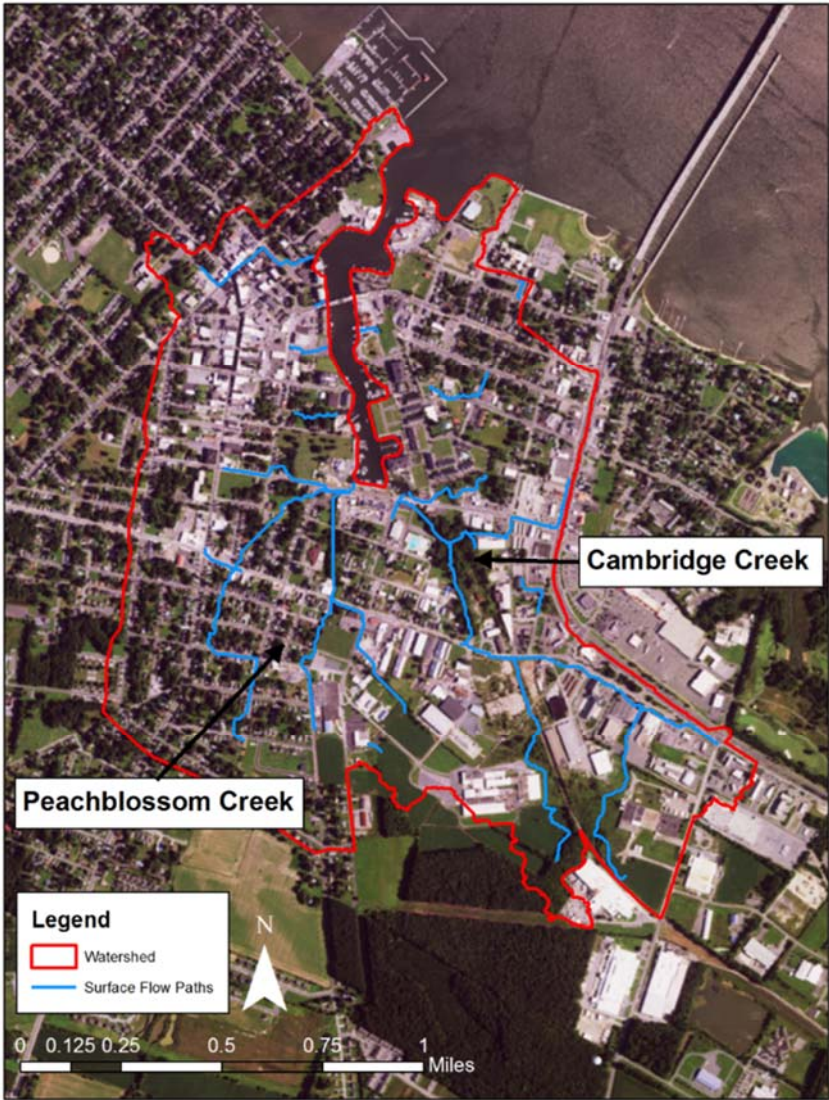 Cambridge Creek
Peachblossom Creek
Legend
Watershed
Surface Flow Paths
N
0 0.125 0.25 0.5 0.75 1
Miles